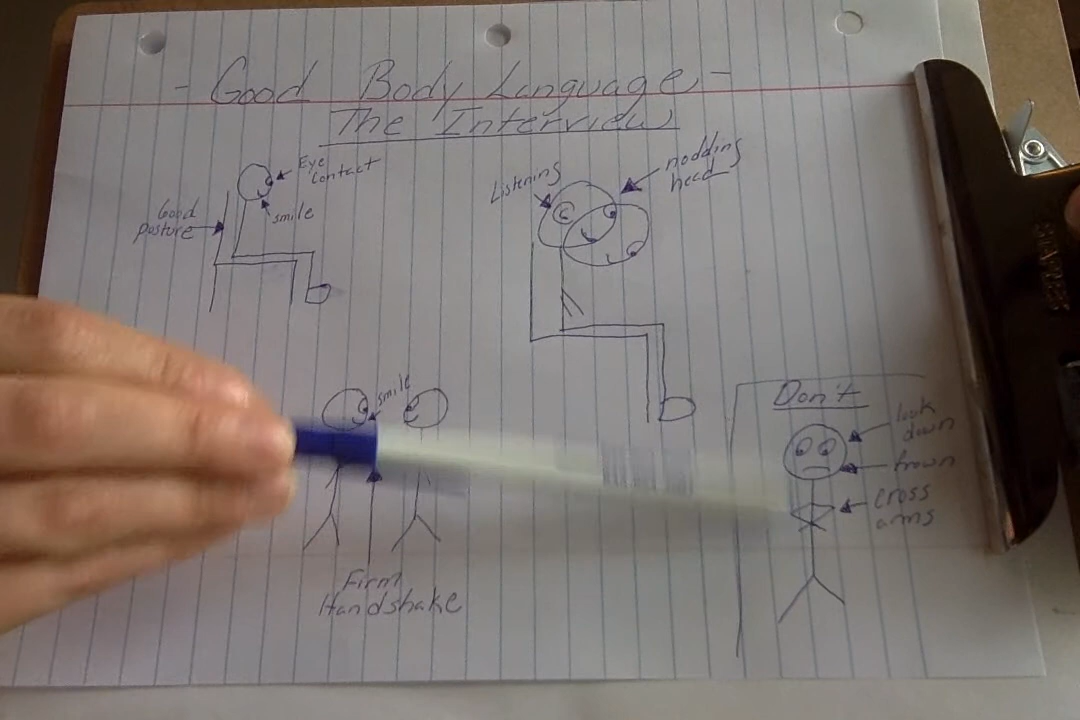 - Good Body Language -
The Interview
Eye
Contact
smile
Good
posture
Listening
nodding
head
smile
Firm
Handshake
Don't
look
down
frown
cross
arms